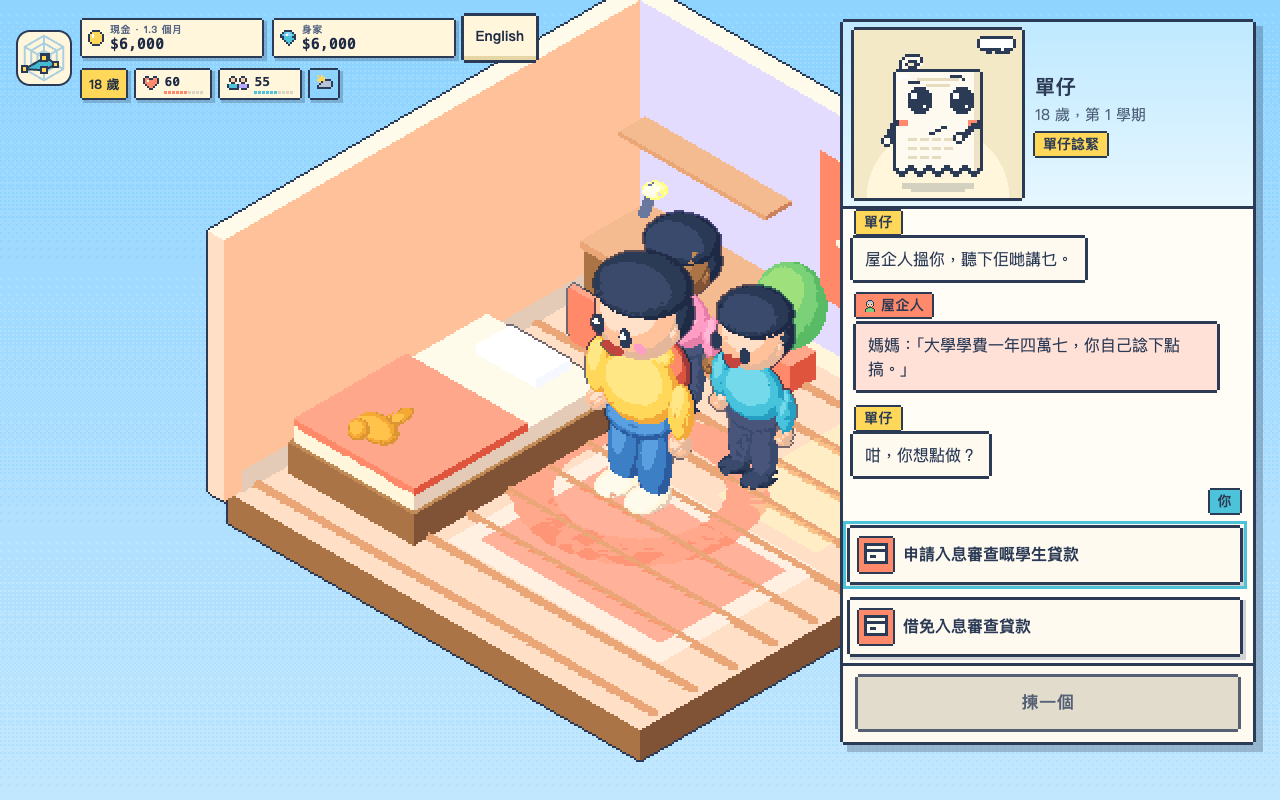 現金 · 1.3 個月
$6,000
身家
$6,000
English
18 歲
60
55
單仔
18 歲，第 1 學期
單仔諗緊
單仔
屋企人搵你，聽下佢哋講乜。
屋企人
媽媽：「大學學費一年四萬七，你自己諗下點
搞。」
單仔
咁，你想點做？
你
申請入息審查嘅學生貸款
借免入息審查貸款
揀一個